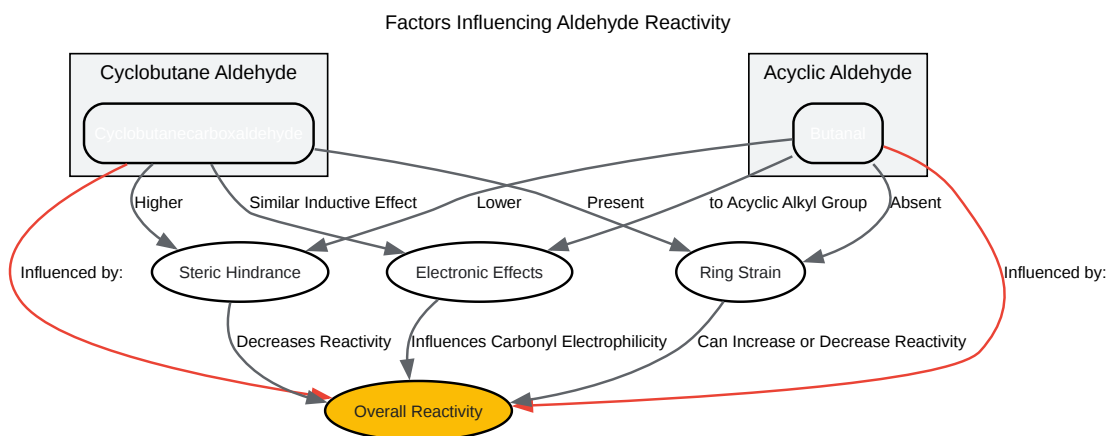 Factors Influencing Aldehyde Reactivity
Cyclobutane Aldehyde
Acyclic Aldehyde
Cyclobutanecarboxaldehyde
Butanal
Higher
Similar Inductive Effect
Lower
Present
to Acyclic Alkyl Group
Absent
Influenced by:
Steric Hindrance
Electronic Effects
Ring Strain
Influenced by:
Decreases Reactivity
Influences Carbonyl Electrophilicity
Can Increase or Decrease Reactivity
Overall Reactivity